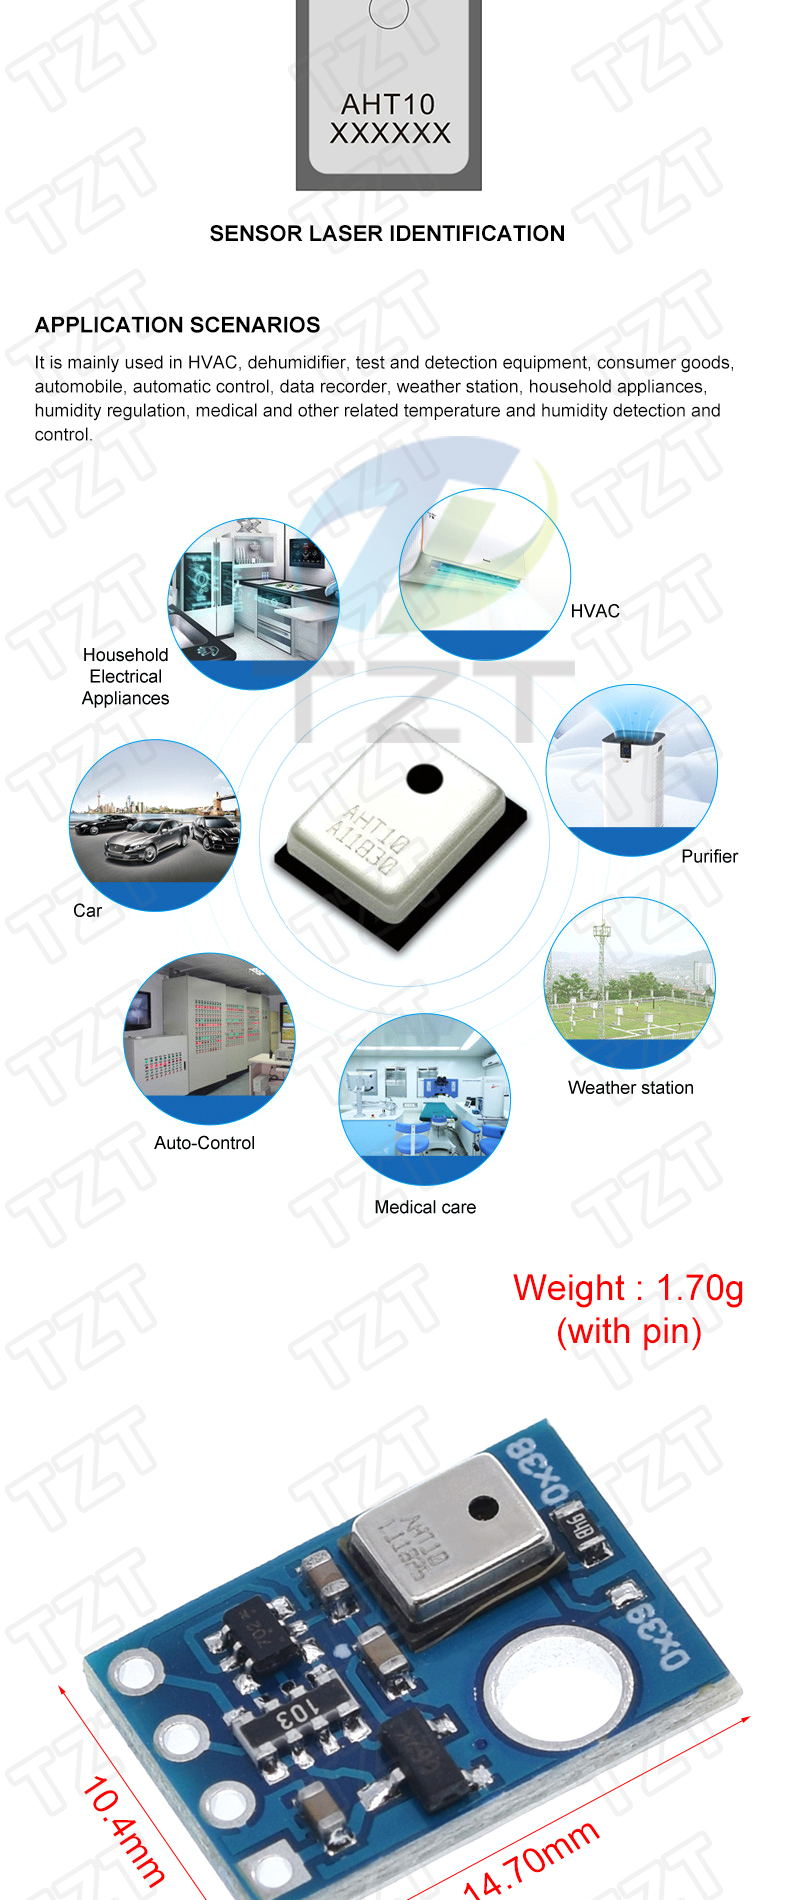 AHT10
XXXXXX
SENSOR LASER IDENTIFICATION
APPLICATION SCENARIOS
It is mainly used in HVAC, dehumidifier, test and detection equipment, consumer goods,
automobile, automatic control, data recorder, weather station, household appliances,
humidity regulation, medical and other related temperature and humidity detection and
control.
HVAC
Household
Electrical
Appliances
TZT
AHT10
A11830
Purifier
Car
Weather station
Auto-Control
Medical care
Weight : 1.70g
(with pin)
0x38
AHT10
0x39
103
10.4mm
14.70mm